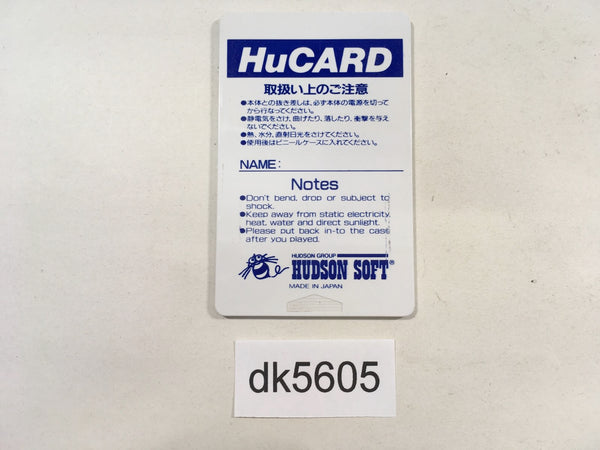 HuCARD
取扱い上のご注意
●本体との抜き差しは、必ず本体の電源を切って
から行なってください。
●静電気をさけ、曲げたり、落したり、衝撃を与え
ないでください。
●熱、水分、直射日光をさけてください。
●使用後はビニールケースに入れてください。
NAME:
Notes
●Don't bend, drop or subject to
shock.
●Keep away from static electricity,
heat, water and direct sunlight.
●Please put back in-to the case
after you played.
HUDSON GROUP
HUDSON SOFT®
MADE IN JAPAN
dk5605